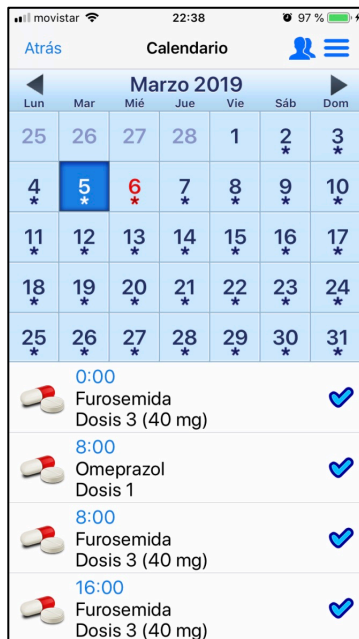 movistar 22:38 97 %
Atrás Calendario
Marzo 2019
Lun Mar Mié Jue Vie Sáb Dom
25 26 27 28 1 2 3
* *
4 5 6 7 8 9 10
* * * * * * *
11 12 13 14 15 16 17
* * * * * * *
18 19 20 21 22 23 24
* * * * * * *
25 26 27 28 29 30 31
* * * * * * *
0:00
Furosemida
Dosis 3 (40 mg)
8:00
Omeprazol
Dosis 1
8:00
Furosemida
Dosis 3 (40 mg)
16:00
Furosemida
Dosis 3 (40 mg)